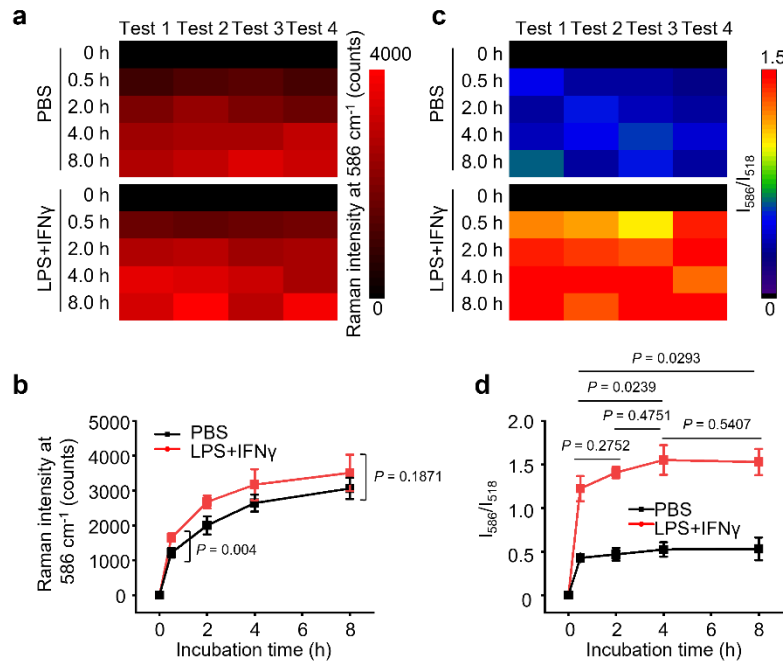 a
Test 1 Test 2 Test 3 Test 4
4000
0 h
0.5 h
2.0 h
4.0 h
8.0 h
PBS
0 h
0.5 h
2.0 h
4.0 h
8.0 h
LPS+IFNγ
Raman intensity at 586 cm⁻¹ (counts)
0
c
Test 1 Test 2 Test 3 Test 4
1.5
0 h
0.5 h
2.0 h
4.0 h
8.0 h
PBS
0 h
0.5 h
2.0 h
4.0 h
8.0 h
LPS+IFNγ
I₅₈₆/I₅₁₈
0
b
Raman intensity at
586 cm⁻¹ (counts)
5000
4000
3000
2000
1000
0
PBS
LPS+IFNγ
P = 0.1871
P = 0.004
0 2 4 6 8
Incubation time (h)
d
P = 0.0293
P = 0.0239
P = 0.4751
P = 0.5407
P = 0.2752
I₅₈₆/I₅₁₈
2.0
1.5
1.0
0.5
0
PBS
LPS+IFNγ
0 2 4 6 8
Incubation time (h)